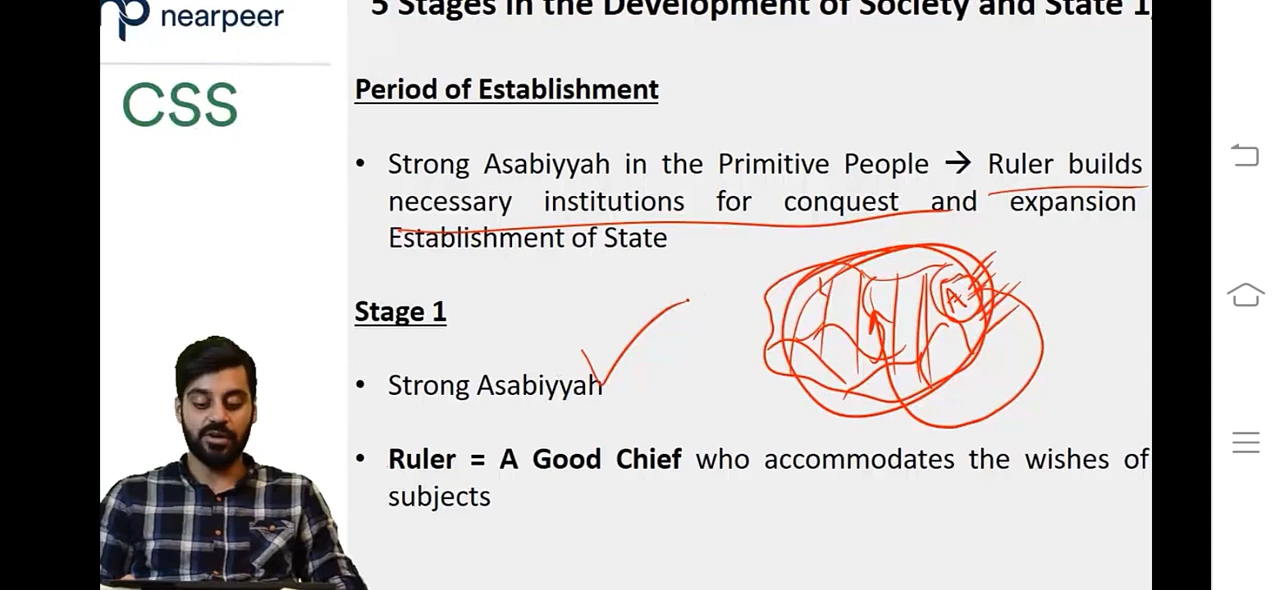 nearpeer
CSS
5 Stages in the Development of Society and State 1
Period of Establishment
• Strong Asabiyyah in the Primitive People → Ruler builds
necessary institutions for conquest and expansion
Establishment of State
Stage 1
• Strong Asabiyyah
A
• Ruler = A Good Chief who accommodates the wishes of
subjects